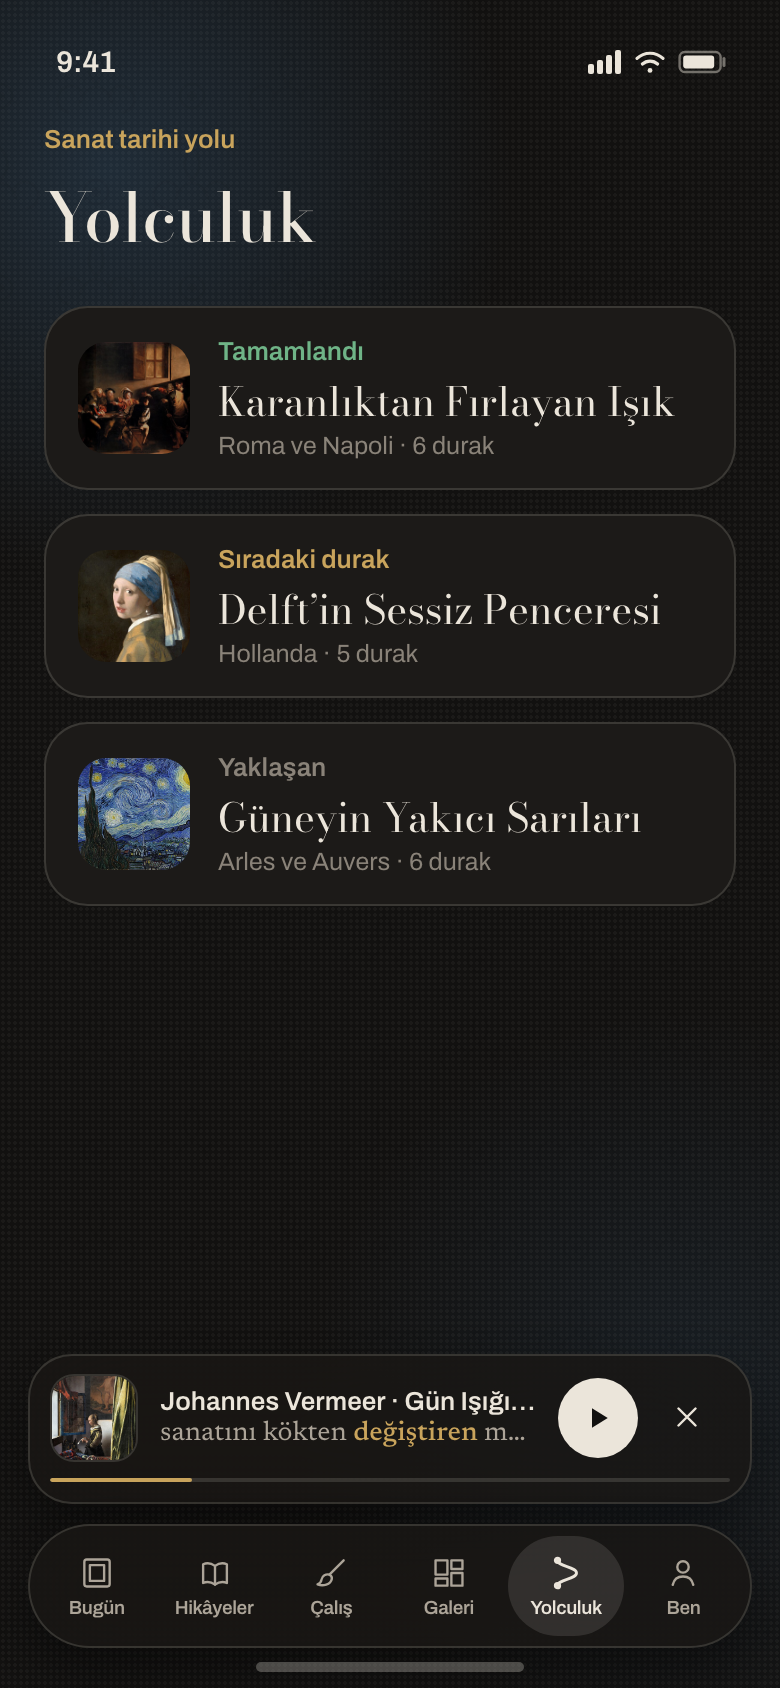 9:41
Sanat tarihi yolu
Yolculuk
Tamamlandı
Karanlıktan Fırlayan Işık
Roma ve Napoli · 6 durak
Sıradaki durak
Delft’in Sessiz Penceresi
Hollanda · 5 durak
Yaklaşan
Güneyin Yakıcı Sarıları
Arles ve Auvers · 6 durak
Johannes Vermeer · Gün Işığı...
sanatını kökten değiştiren m...
Bugün
Hikâyeler
Çalış
Galeri
Yolculuk
Ben